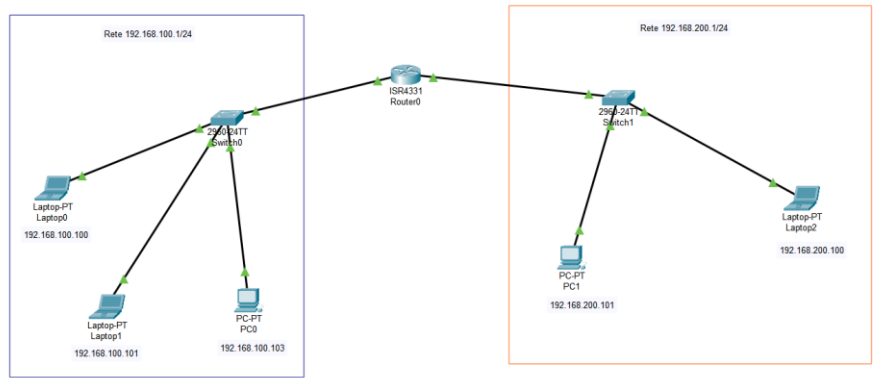 Rete 192.168.100.1/24
Rete 192.168.200.1/24
ISR4331
Router0
2960-24TT
Switch0
2960-24TT
Switch1
Laptop-PT
Laptop0
192.168.100.100
Laptop-PT
Laptop1
192.168.100.101
PC-PT
PC0
192.168.100.103
PC-PT
PC1
192.168.200.101
Laptop-PT
Laptop2
192.168.200.100